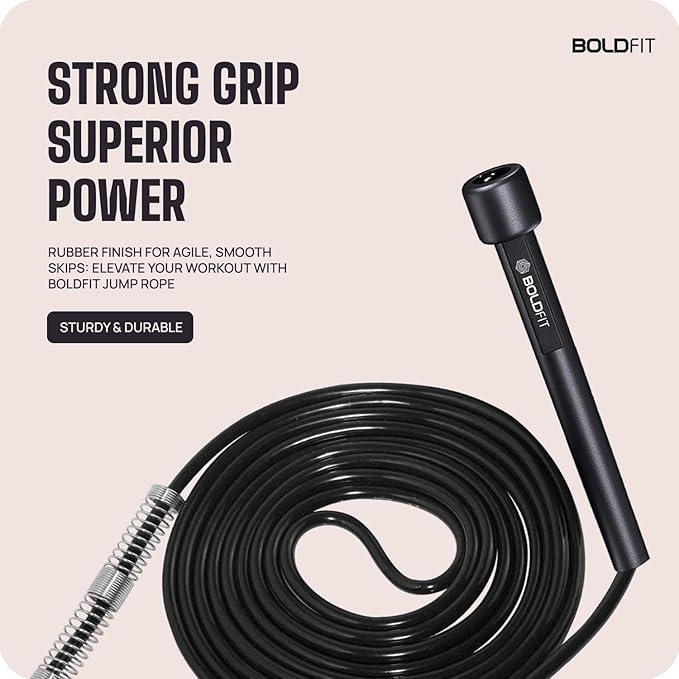 BOLDFIT
STRONG GRIP
SUPERIOR
POWER
RUBBER FINISH FOR AGILE, SMOOTH
SKIPS: ELEVATE YOUR WORKOUT WITH
BOLDFIT JUMP ROPE
STURDY & DURABLE
BOLDFIT